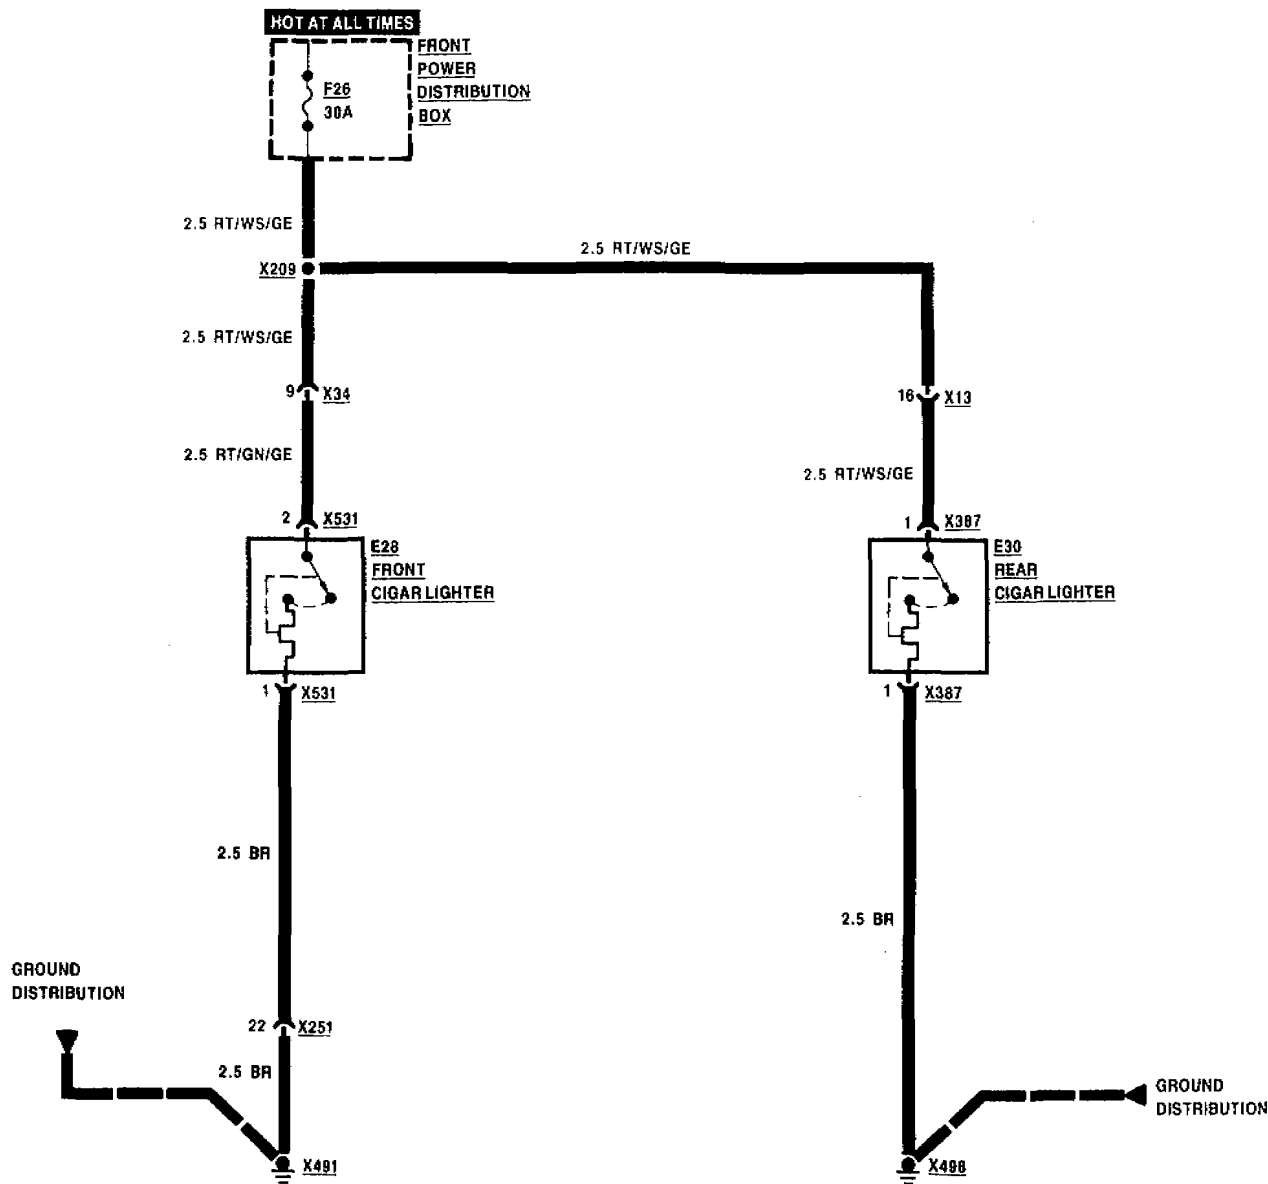 HOT AT ALL TIMES
FRONT
POWER
DISTRIBUTION
BOX
F26
30A
2.5 RT/WS/GE
2.5 RT/WS/GE
X209
2.5 RT/WS/GE
9 X34
16 X13
2.5 RT/GN/GE
2.5 RT/WS/GE
2 X531
1 X387
E28
FRONT
CIGAR LIGHTER
E30
REAR
CIGAR LIGHTER
1 X531
1 X387
2.5 BR
2.5 BR
GROUND
DISTRIBUTION
22 X251
2.5 BR
GROUND
DISTRIBUTION
X491
X498